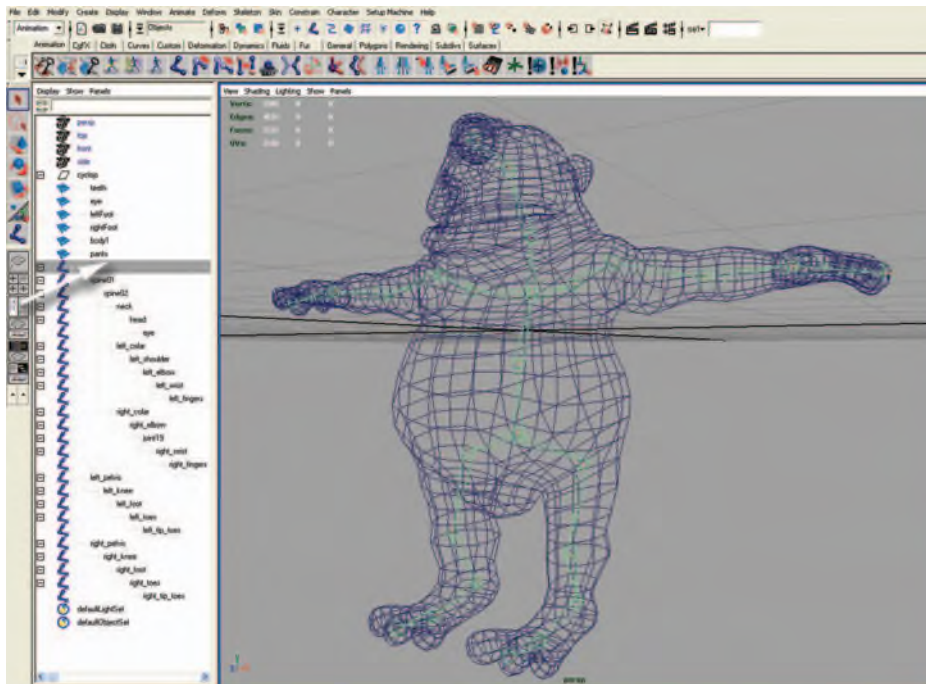 File Edit Modify Create Display Window Animate Deform Skeleton Skin Constrain Character Setup Machine Help
Animation Objects sel
Animation CgFX Cloth Curves Custom Deformation Dynamics Fluids Fur General Polygons Rendering Subdivs Surfaces
Display Show Panels
View Shading Lighting Show Panels
Verts:
Edges:
Faces:
UVs:
persp
top
front
side
cyclop
teeth
eye
leftFoot
rightFoot
body1
pants
spine01
spine02
neck
head
eye
left_collar
left_shoulder
left_elbow
left_wrist
left_fingers
right_collar
right_elbow
joint19
right_wrist
right_fingers
left_pelvis
left_knee
left_foot
left_toes
left_tip_toes
right_pelvis
right_knee
right_foot
right_toes
right_tip_toes
defaultLightSet
defaultObjectSet
persp